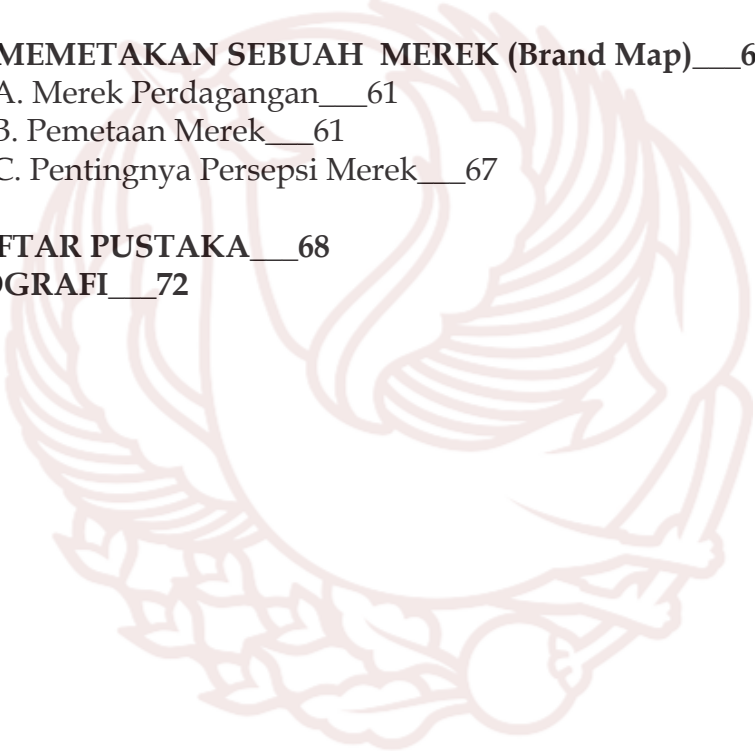 MEMETAKAN SEBUAH MEREK (Brand Map)___6
A. Merek Perdagangan___61
B. Pemetaan Merek___61
C. Pentingnya Persepsi Merek___67
FTAR PUSTAKA___68
OGRAFI___72